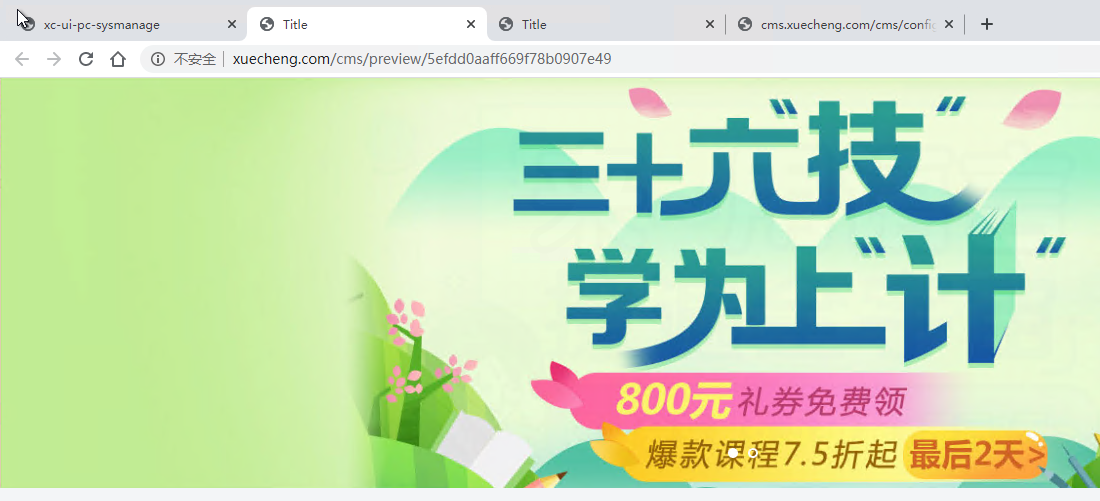 xc-ui-pc-sysmanage
Title
Title
cms.xuecheng.com/cms/config
不安全 xuecheng.com/cms/preview/5efdd0aaff669f78b0907e49
三十六“技”
学为上“计”
800元礼券免费领
爆款课程7.5折起 最后2天>